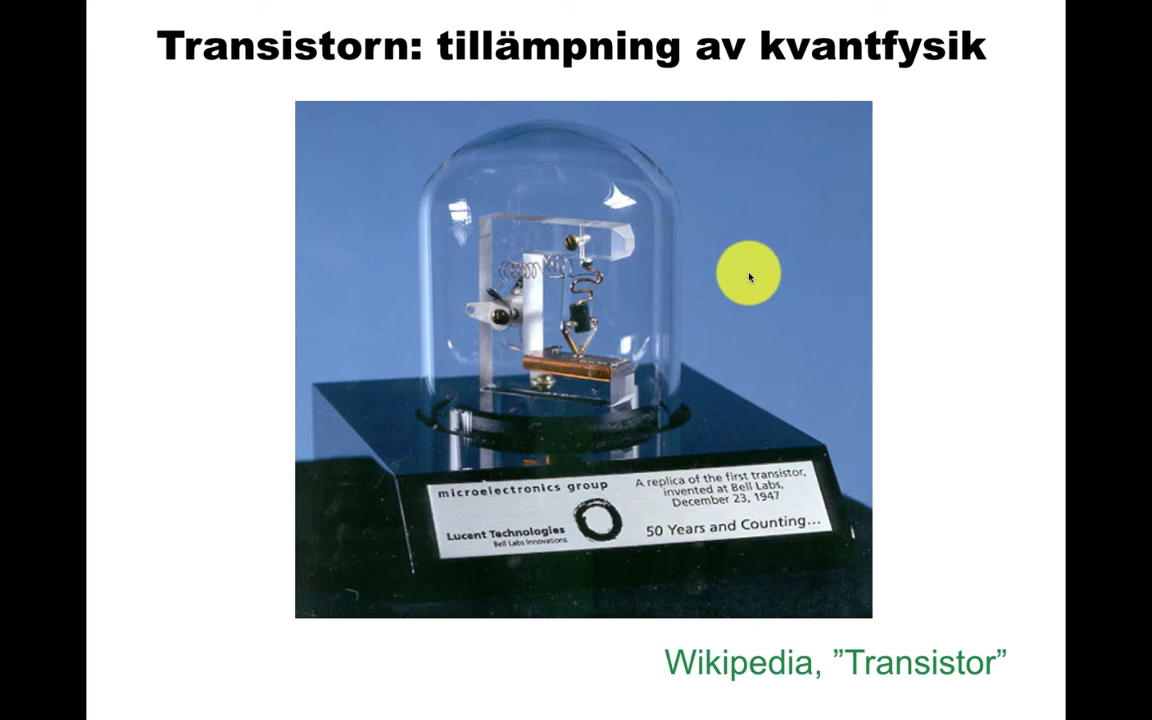 Transistorn: tillämpning av kvantfysik
microelectronics group
Lucent Technologies
Bell Labs Innovations
A replica of the first transistor,
invented at Bell Labs,
December 23, 1947
50 Years and Counting...
Wikipedia, ”Transistor”